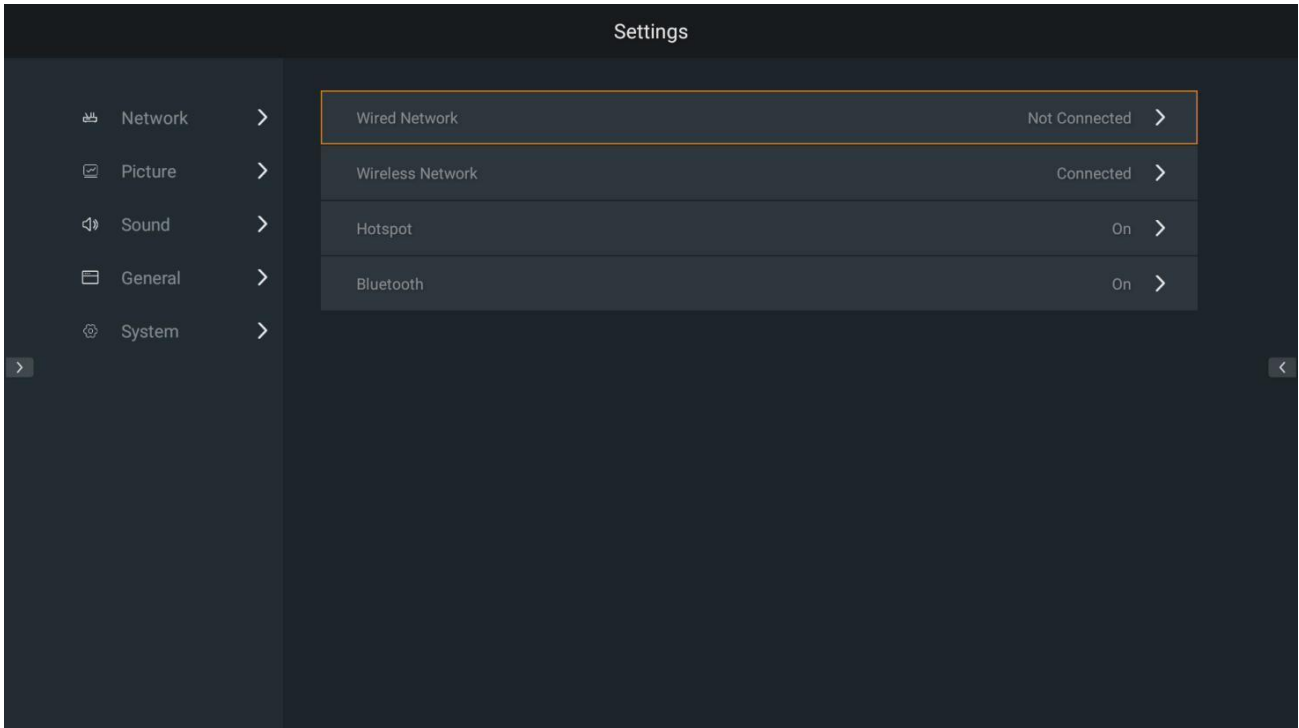 Settings
Network
Picture
Sound
General
System
Wired Network Not Connected
Wireless Network Connected
Hotspot On
Bluetooth On